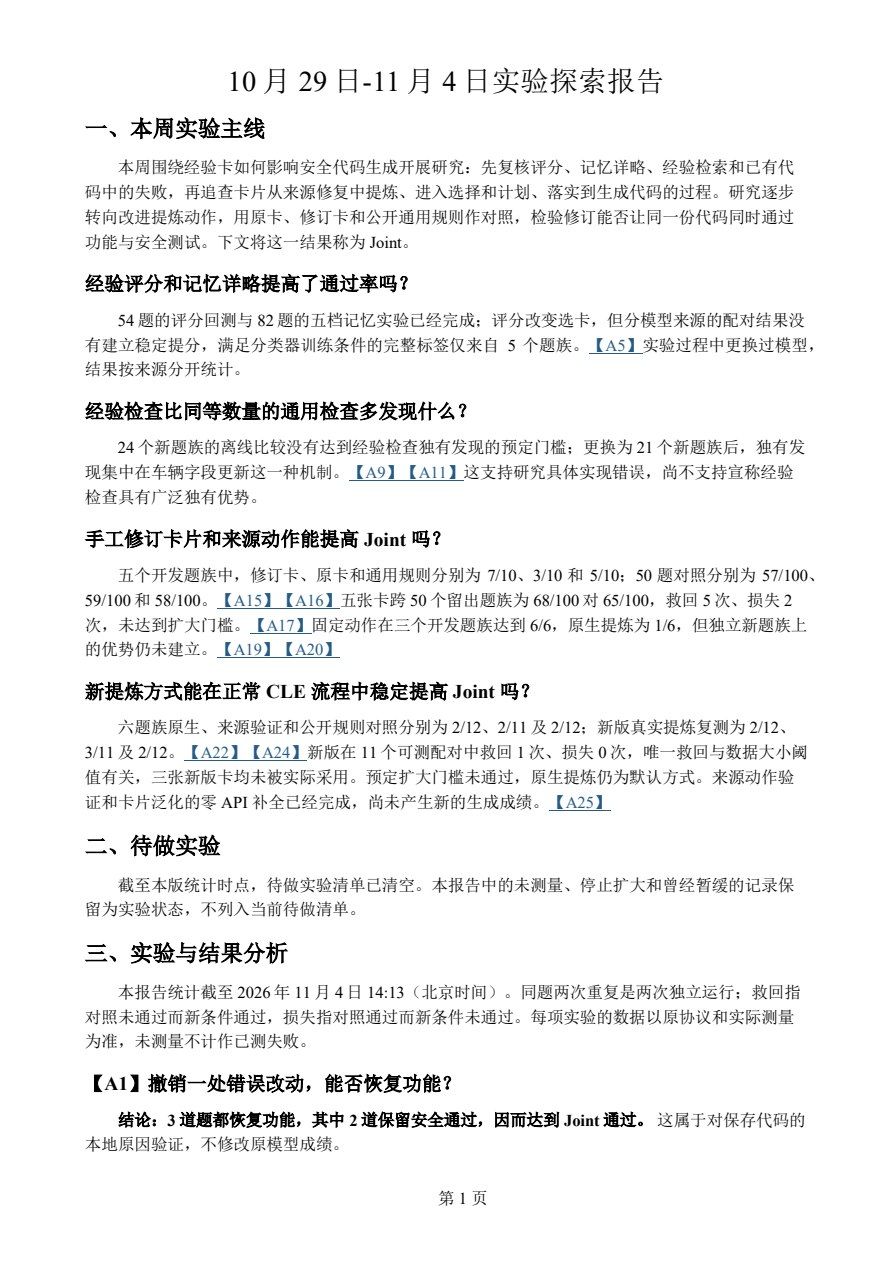 10 月 29 日-11 月 4 日实验探索报告
一、本周实验主线
本周围绕经验卡如何影响安全代码生成开展研究：先复核评分、记忆详略、经验检索和已有代
码中的失败，再追查卡片从来源修复中提炼、进入选择和计划、落实到生成代码的过程。研究逐步
转向改进提炼动作，用原卡、修订卡和公开通用规则作对照，检验修订能否让同一份代码同时通过
功能与安全测试。下文将这一结果称为 Joint。
经验评分和记忆详略提高了通过率吗？
54 题的评分回测与 82 题的五档记忆实验已经完成；评分改变选卡，但分模型来源的配对结果没
有建立稳定提分，满足分类器训练条件的完整标签仅来自 5 个题族。【A5】实验过程中更换过模型，
结果按来源分开统计。
经验检查比同等数量的通用检查多发现什么？
24 个新题族的离线比较没有达到经验检查独有发现的预定门槛；更换为 21 个新题族后，独有发
现集中在车辆字段更新这一种机制。【A9】【A11】这支持研究具体实现错误，尚不支持宣称经验
检查具有广泛独有优势。
手工修订卡片和来源动作能提高 Joint 吗？
五个开发题族中，修订卡、原卡和通用规则分别为 7/10、3/10 和 5/10；50 题对照分别为 57/100、
59/100 和 58/100。【A15】【A16】五张卡跨 50 个留出题族为 68/100 对 65/100，救回 5 次、损失 2
次，未达到扩大门槛。【A17】固定动作在三个开发题族达到 6/6，原生提炼为 1/6，但独立新题族上
的优势仍未建立。【A19】【A20】
新提炼方式能在正常 CLE 流程中稳定提高 Joint 吗？
六题族原生、来源验证和公开规则对照分别为 2/12、2/11 及 2/12；新版真实提炼复测为 2/12、
3/11 及 2/12。【A22】【A24】新版在 11 个可测配对中救回 1 次、损失 0 次，唯一救回与数据大小阈
值有关，三张新版卡均未被实际采用。预定扩大门槛未通过，原生提炼仍为默认方式。来源动作验
证和卡片泛化的零 API 补全已经完成，尚未产生新的生成成绩。【A25】
二、待做实验
截至本版统计时点，待做实验清单已清空。本报告中的未测量、停止扩大和曾经暂缓的记录保
留为实验状态，不列入当前待做清单。
三、实验与结果分析
本报告统计截至 2026 年 11 月 4 日 14:13（北京时间）。同题两次重复是两次独立运行；救回指
对照未通过而新条件通过，损失指对照通过而新条件未通过。每项实验的数据以原协议和实际测量
为准，未测量不计作已测失败。
【A1】撤销一处错误改动，能否恢复功能？
结论：3 道题都恢复功能，其中 2 道保留安全通过，因而达到 Joint 通过。 这属于对保存代码的
本地原因验证，不修改原模型成绩。
第 1 页